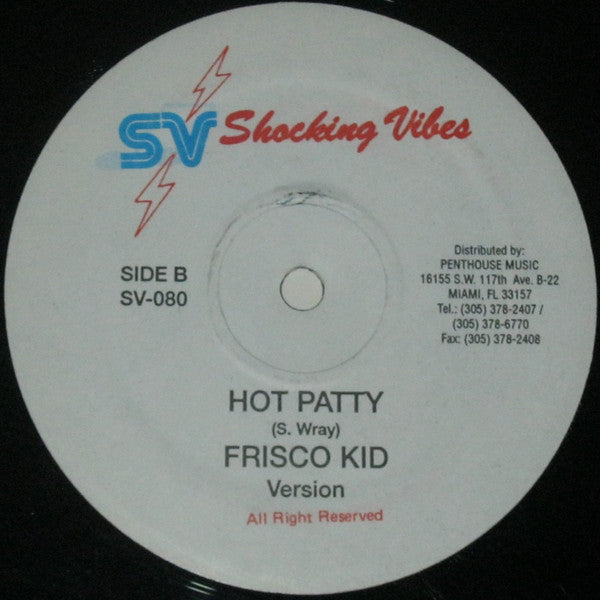 SV Shocking Vibes
SIDE B
SV-080
Distributed by:
PENTHOUSE MUSIC
16155 S.W. 117th Ave. B-22
MIAMI, FL 33157
Tel.: (305) 378-2407 /
(305) 378-6770
Fax: (305) 378-2408
HOT PATTY
(S. Wray)
FRISCO KID
Version
All Right Reserved